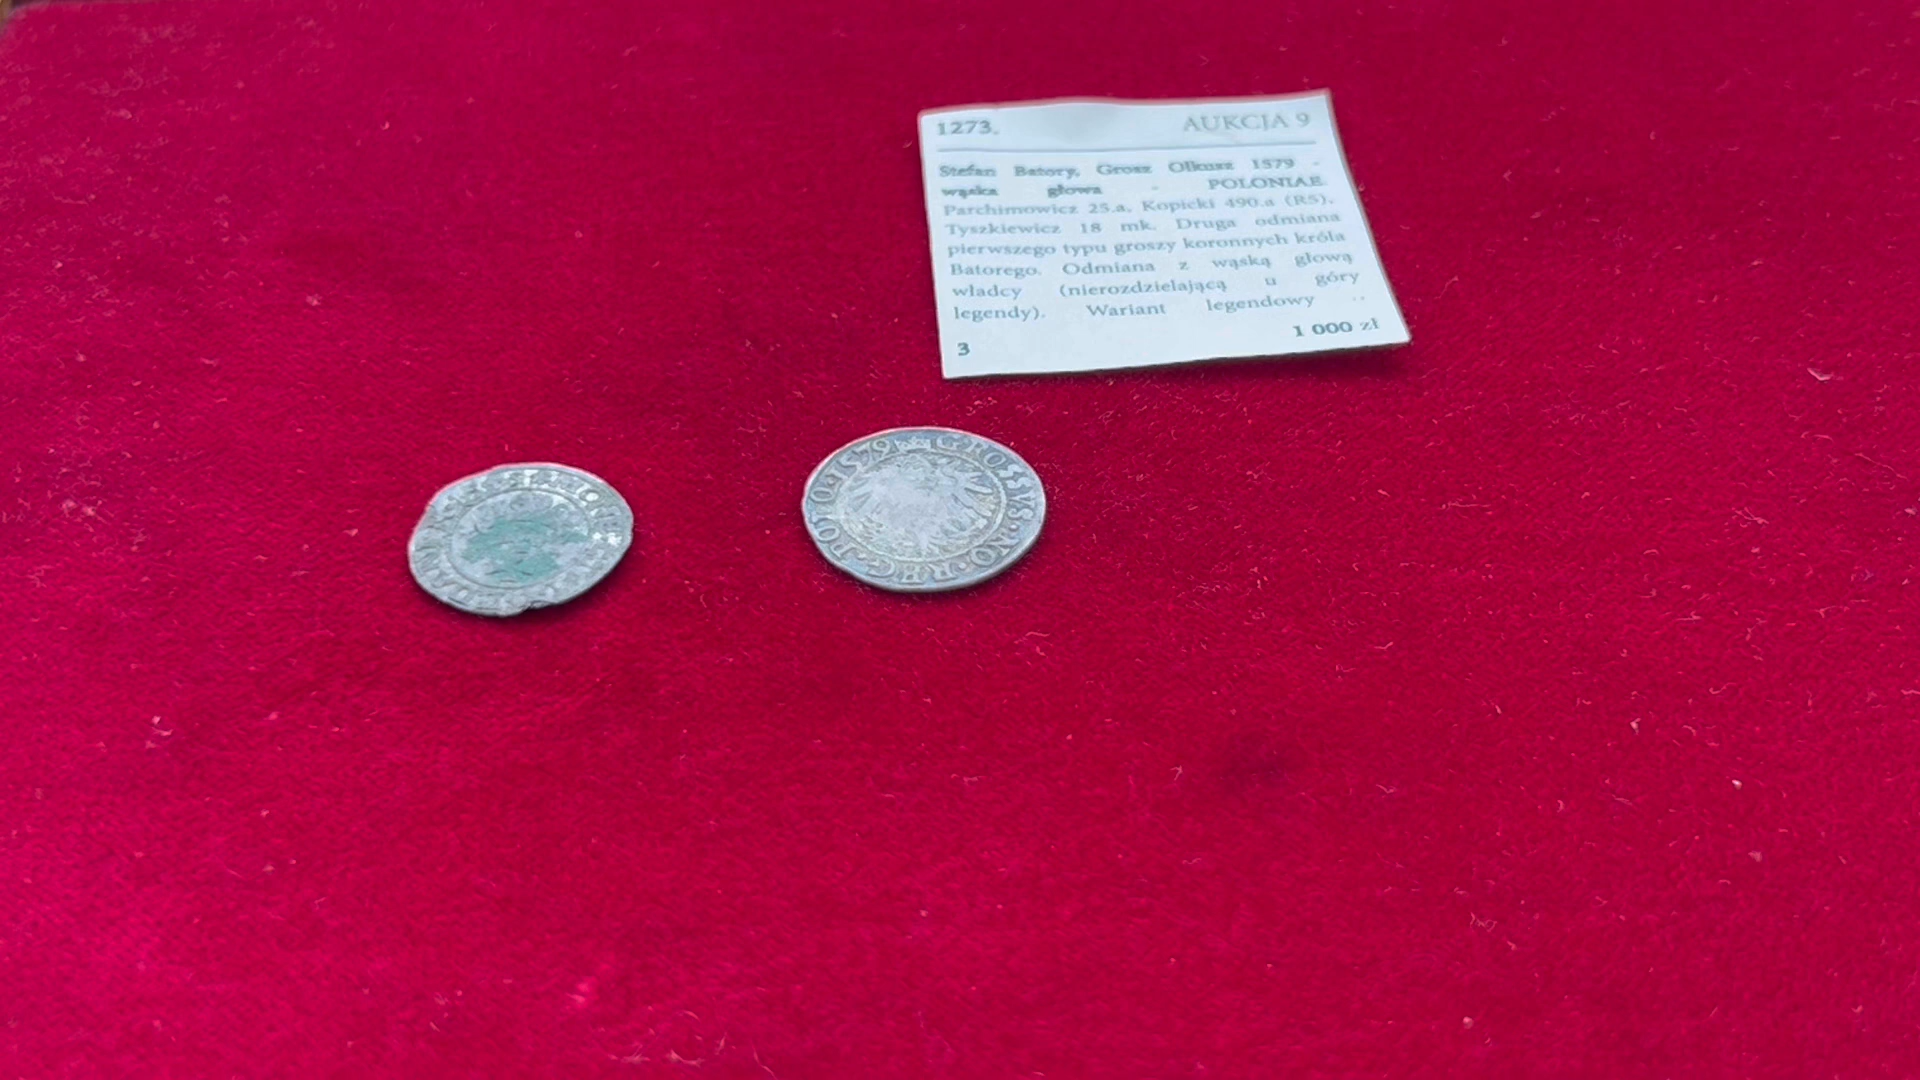 1273. AUKCJA 9
Stefan Batory, Grosz Olkusz 1579 -
wąska głowa - POLONIAE
Parchimowicz 25.a, Kopicki 490.a (R5),
Tyszkiewicz 18 mk. Druga odmiana
pierwszego typu groszy koronnych króla
Batorego. Odmiana z wąską głową
władcy (nierozdzielającą u góry
legendy). Wariant legendowy
3 1 000 zł
1579 GROSSVS·NO·